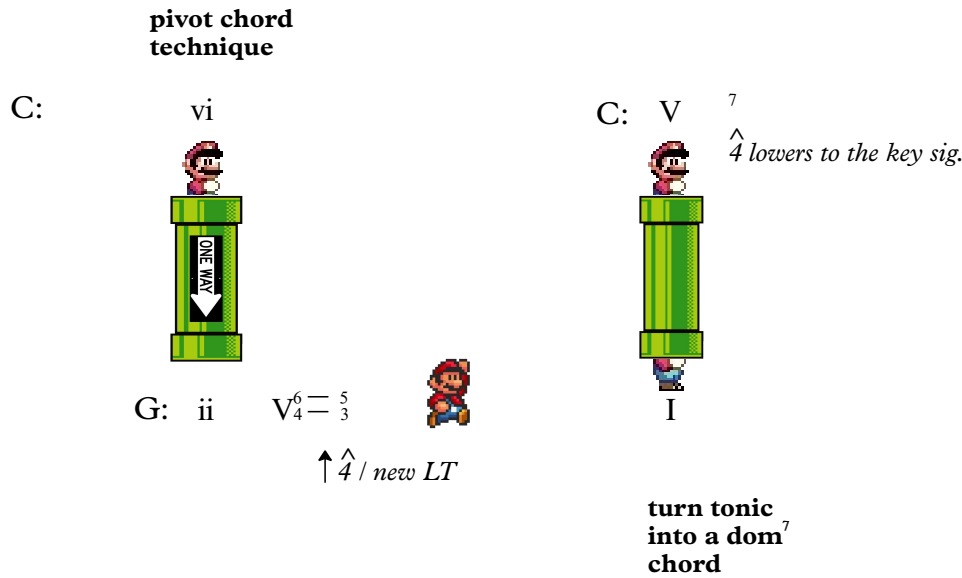 pivot chord
technique
C: vi
ONE WAY
G: ii V6/4 — 5/3
↑ ^4 / new LT
C: V 7
^4 lowers to the key sig.
I
turn tonic
into a dom7
chord